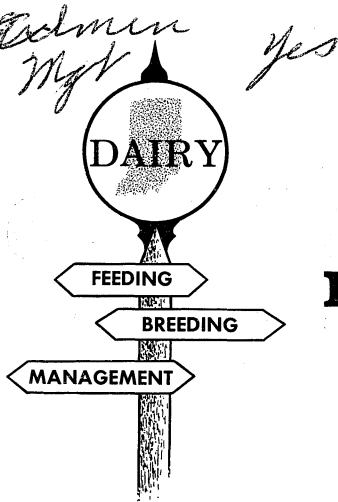 Admin Yes
Mgt
DAIRY
FEEDING
BREEDING
MANAGEMENT